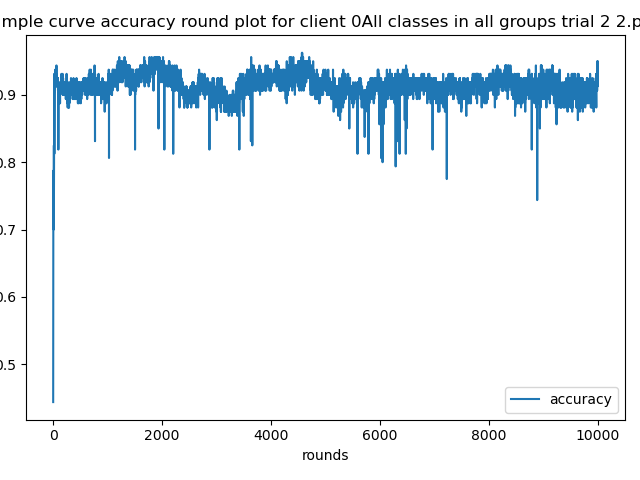 mple curve accuracy round plot for client 0All classes in all groups trial 2 2.p
0.9
0.8
0.7
0.6
0.5
accuracy
0 2000 4000 6000 8000 10000
rounds